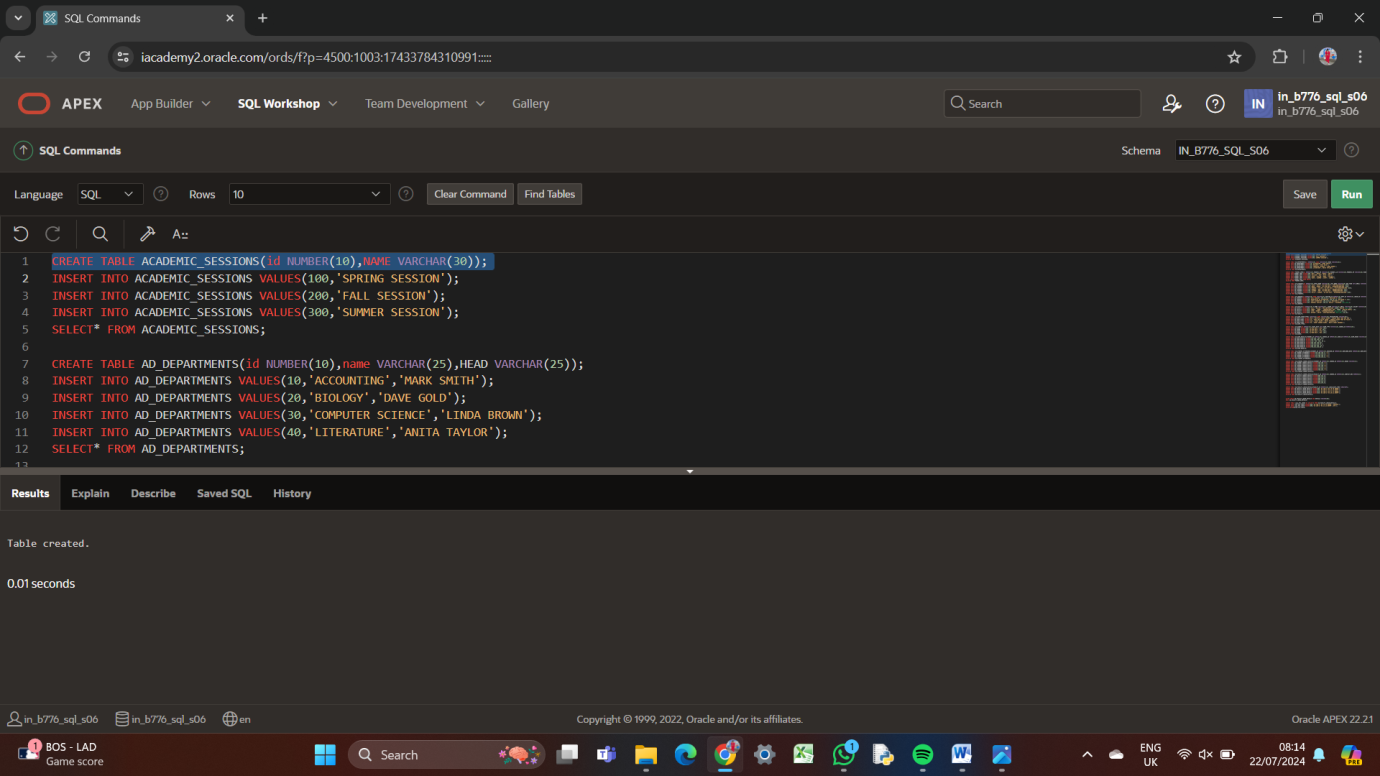 SQL Commands
iacademy2.oracle.com/ords/f?p=4500:1003:17433784310991:::::
APEX App Builder SQL Workshop Team Development Gallery Search IN in_b776_sql_s06
in_b776_sql_s06
SQL Commands Schema IN_B776_SQL_S06
Language SQL Rows 10 Clear Command Find Tables Save Run
A::
1 CREATE TABLE ACADEMIC_SESSIONS(id NUMBER(10),NAME VARCHAR(30));
2 INSERT INTO ACADEMIC_SESSIONS VALUES(100,'SPRING SESSION');
3 INSERT INTO ACADEMIC_SESSIONS VALUES(200,'FALL SESSION');
4 INSERT INTO ACADEMIC_SESSIONS VALUES(300,'SUMMER SESSION');
5 SELECT* FROM ACADEMIC_SESSIONS;
6
7 CREATE TABLE AD_DEPARTMENTS(id NUMBER(10),name VARCHAR(25),HEAD VARCHAR(25));
8 INSERT INTO AD_DEPARTMENTS VALUES(10,'ACCOUNTING','MARK SMITH');
9 INSERT INTO AD_DEPARTMENTS VALUES(20,'BIOLOGY','DAVE GOLD');
10 INSERT INTO AD_DEPARTMENTS VALUES(30,'COMPUTER SCIENCE','LINDA BROWN');
11 INSERT INTO AD_DEPARTMENTS VALUES(40,'LITERATURE','ANITA TAYLOR');
12 SELECT* FROM AD_DEPARTMENTS;
13
Results Explain Describe Saved SQL History
Table created.
0.01 seconds
in_b776_sql_s06 in_b776_sql_s06 en Copyright © 1999, 2022, Oracle and/or its affiliates. Oracle APEX 22.2.1
1 BOS - LAD
Game score
Search
1
ENG
UK
08:14
22/07/2024
PRE